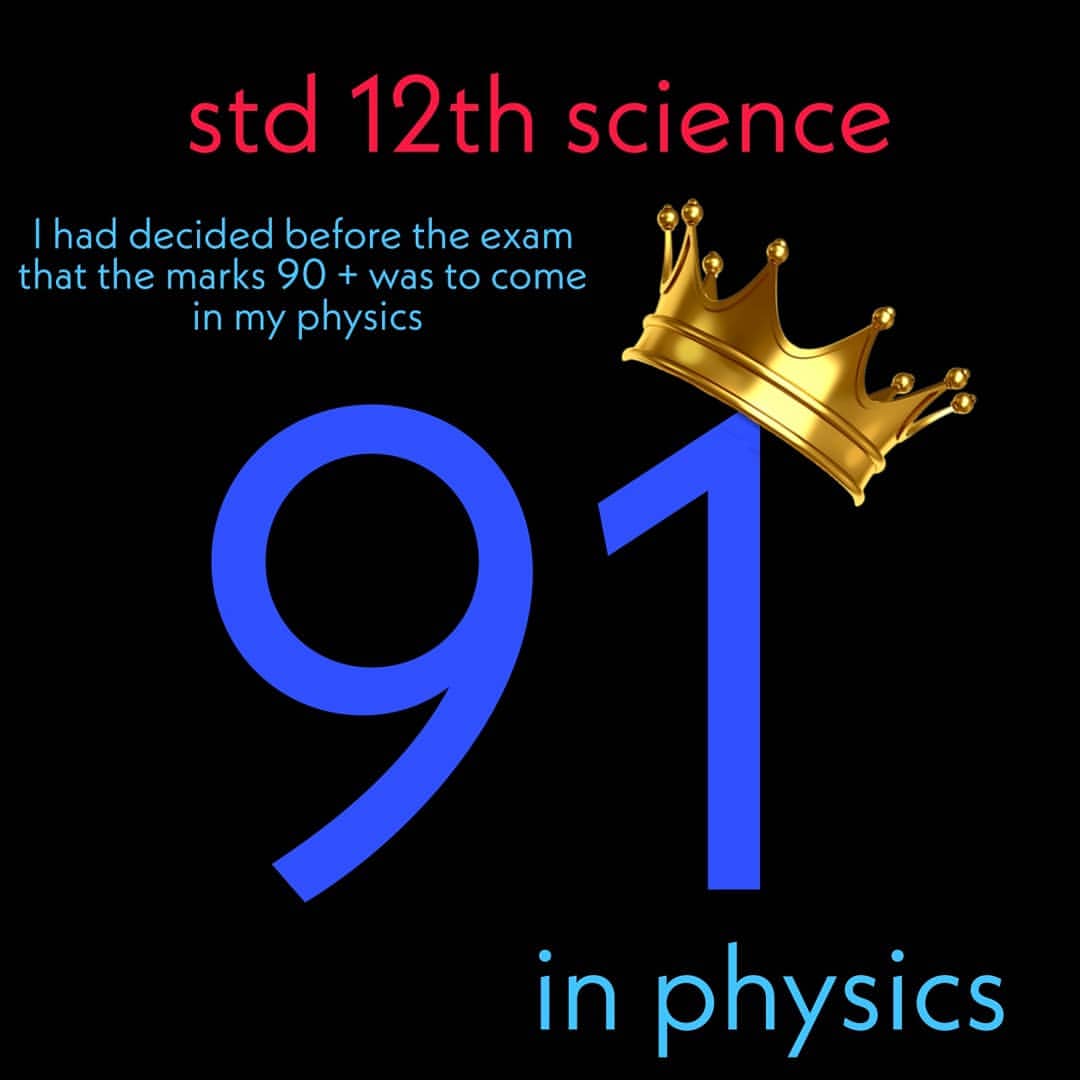 std 12th science
I had decided before the exam
that the marks 90 + was to come
in my physics
91
in physics